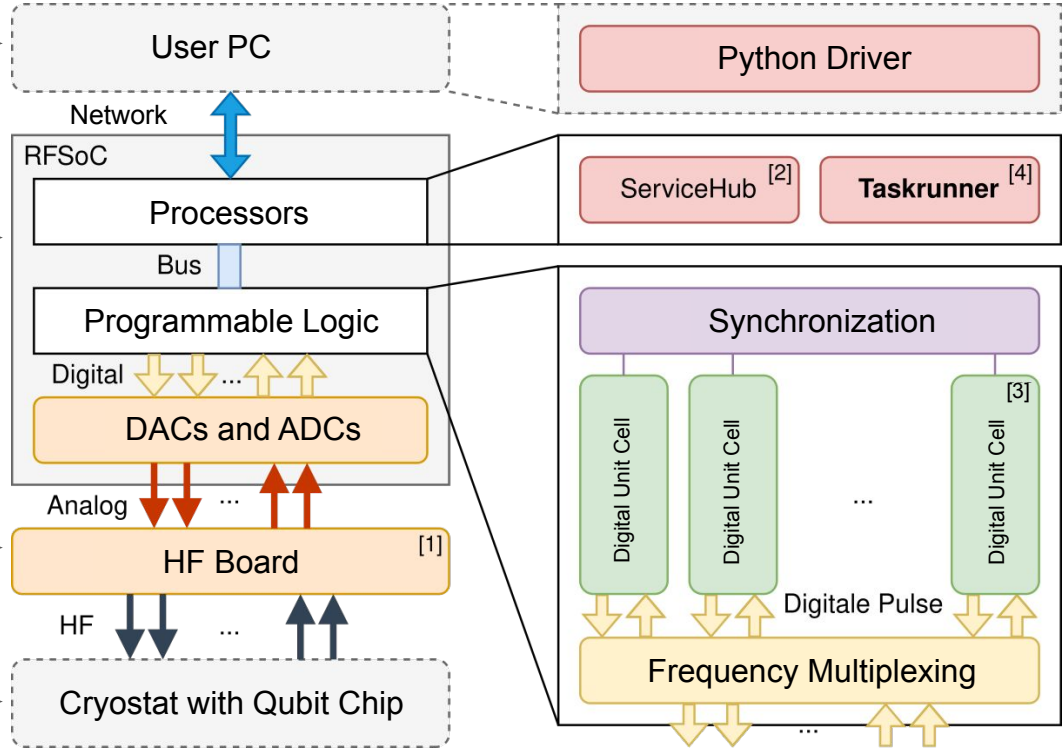 User PC
Network
RFSoC
Processors
Bus
Programmable Logic
Digital
...
DACs and ADCs
Analog
...
HF Board
[1]
HF
...
Cryostat with Qubit Chip
Python Driver
ServiceHub
[2]
Taskrunner
[4]
Synchronization
Digital Unit Cell
Digital Unit Cell
...
Digital Unit Cell
[3]
Digitale Pulse
Frequency Multiplexing
...